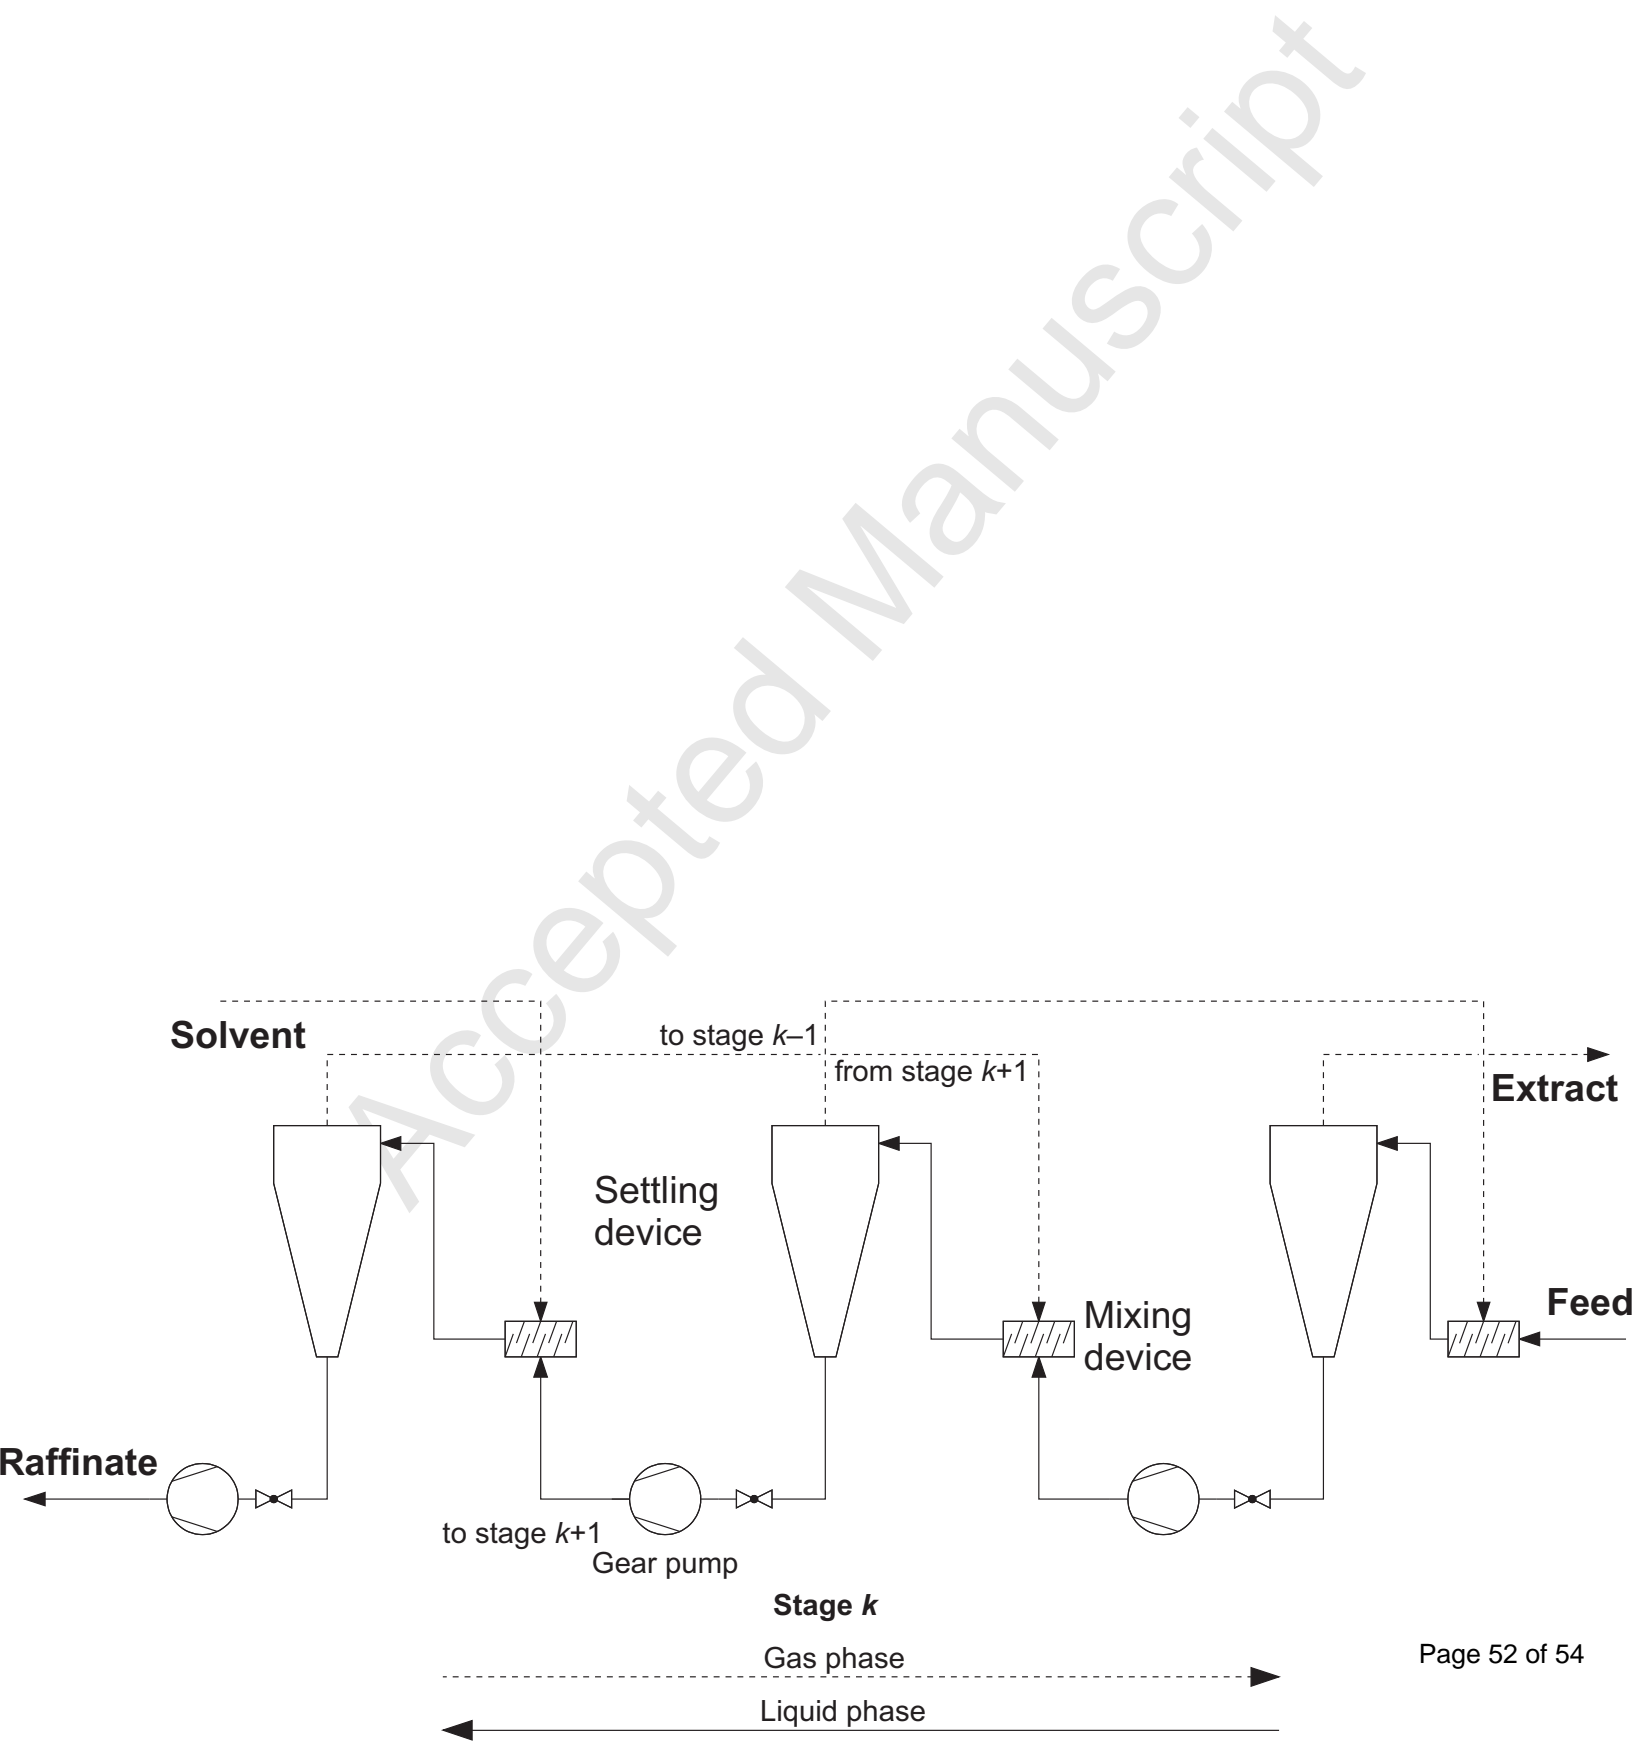 Accepted Manuscript
Solvent
to stage k–1
from stage k+1
Extract
Settling
device
Mixing
device
Feed
Raffinate
to stage k+1
Gear pump
Stage k
Gas phase
Page 52 of 54
Liquid phase